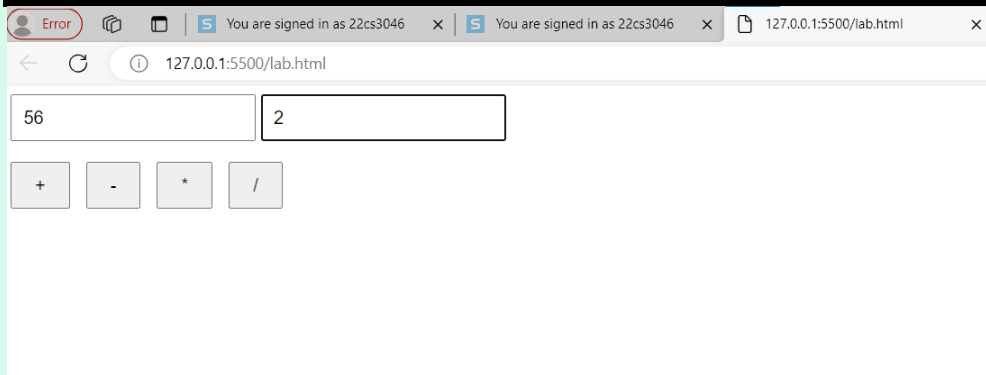 Error S You are signed in as 22cs3046 S You are signed in as 22cs3046 127.0.0.1:5500/lab.html
127.0.0.1:5500/lab.html
56 2
+ - * /